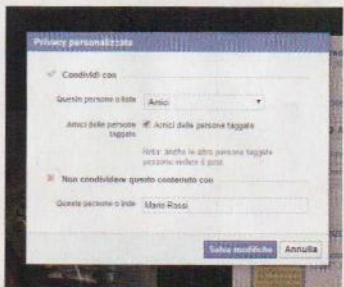 Privacy personalizzata
Condividi con
Queste persone o liste
Amici
Amici delle persone taggate
Amici delle persone taggate
Nota: anche le altre persone taggate possono vedere il post.
Non condividere questo contenuto con
Queste persone o liste
Mario Rossi
Salva modifiche
Annulla